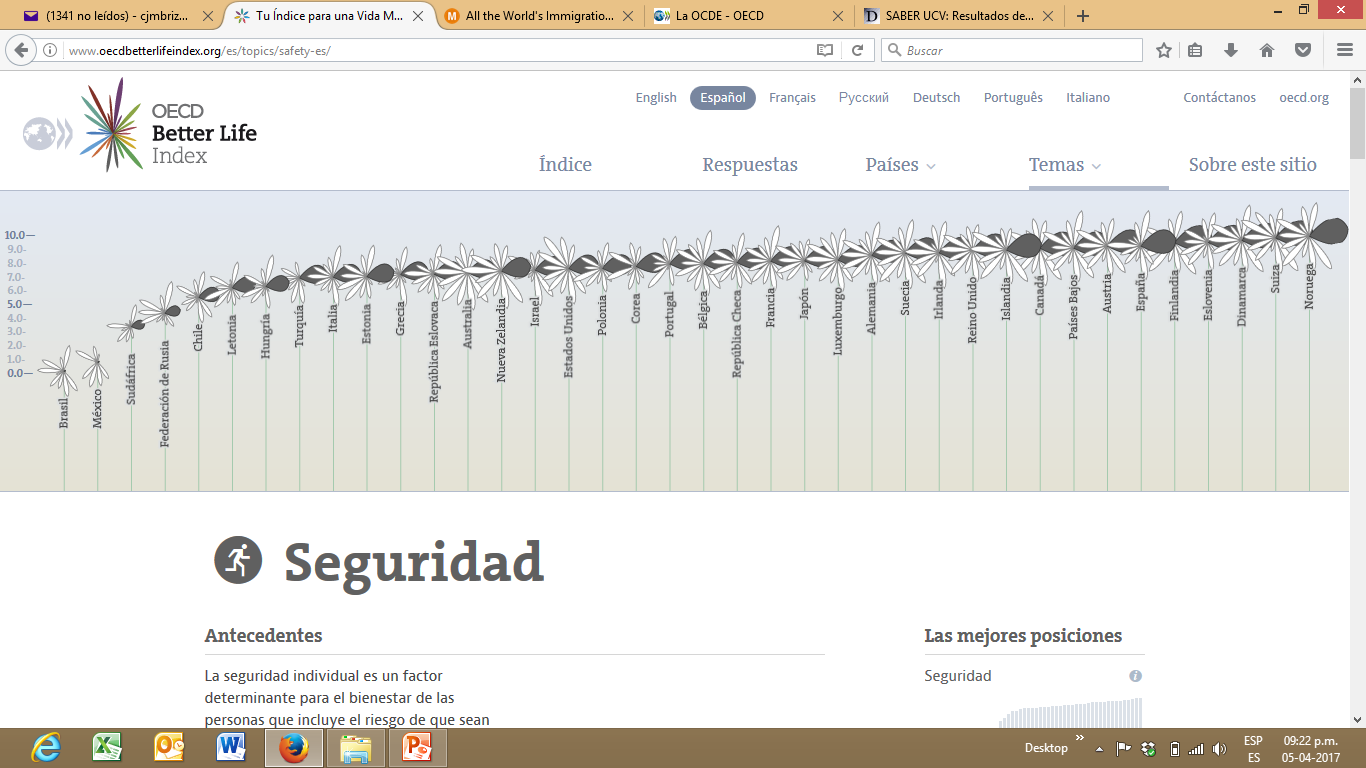 (1341 no leídos) - cjmbriz...
Tu Índice para una Vida M...
All the World's Immigratio...
La OCDE - OECD
SABER UCV: Resultados de...
www.oecdbetterlifeindex.org/es/topics/safety-es/
Buscar
OECD
Better Life
Index
English
Español
Français
Русский
Deutsch
Português
Italiano
Contáctanos
oecd.org
Índice
Respuestas
Países
Temas
Sobre este sitio
10.0
9.0
8.0
7.0
6.0
5.0
4.0
3.0
2.0
1.0
0.0
Brasil
México
Sudáfrica
Federación de Rusia
Chile
Letonia
Hungría
Turquía
Italia
Estonia
Grecia
República Eslovaca
Australia
Nueva Zelandia
Israel
Estados Unidos
Polonia
Corea
Portugal
Bélgica
República Checa
Francia
Japón
Luxemburgo
Alemania
Suecia
Irlanda
Reino Unido
Islandia
Canadá
Países Bajos
Austria
España
Finlandia
Eslovenia
Dinamarca
Suiza
Noruega
Seguridad
Antecedentes
La seguridad individual es un factor
determinante para el bienestar de las
personas que incluye el riesgo de que sean
Las mejores posiciones
Seguridad
Desktop
ESP
ES
09:22 p.m.
05-04-2017